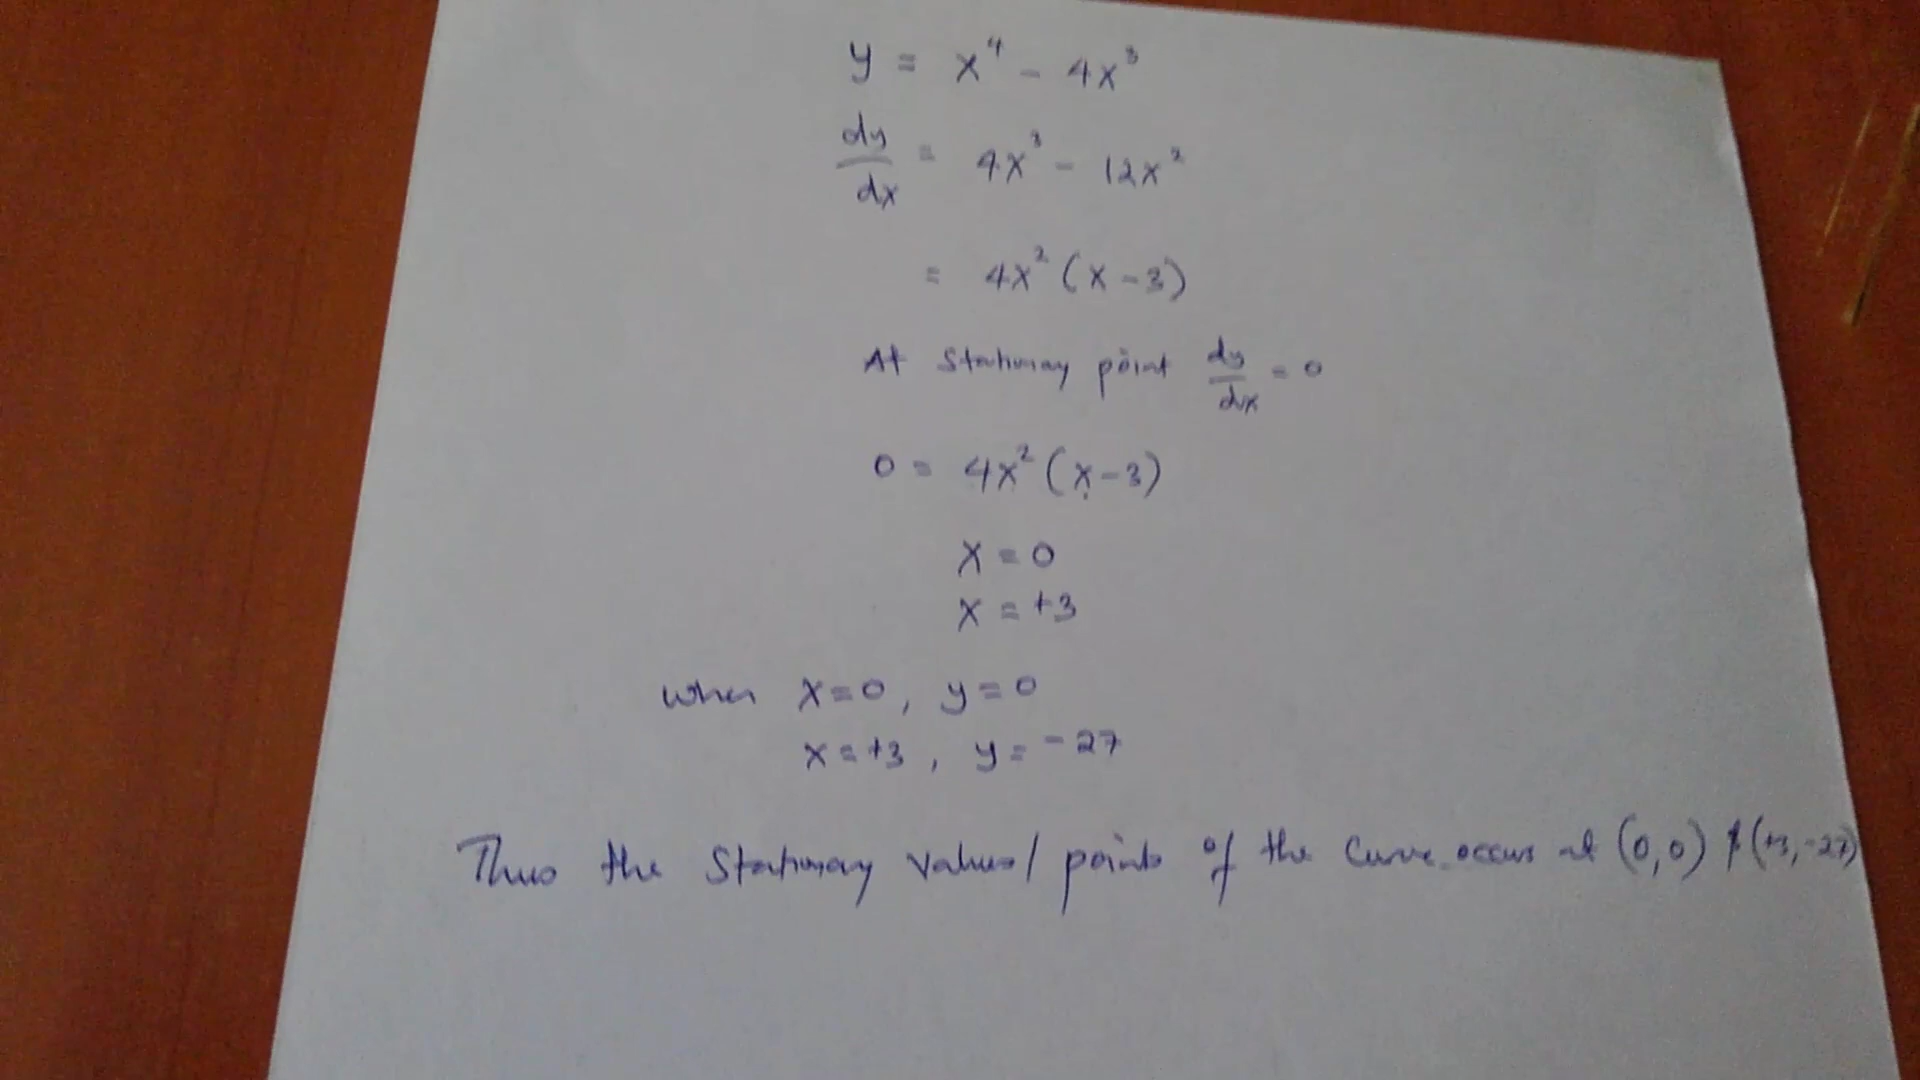 y = x⁴ - 4x³
dy/dx = 4x³ - 12x²
= 4x² (x - 3)
At Stationary point dy/dx = 0
0 = 4x² (x - 3)
x = 0
x = +3
when x = 0, y = 0
x = +3, y = -27
Thus the Stationary values/points of the curve occurs at (0,0) & (+3,-27)